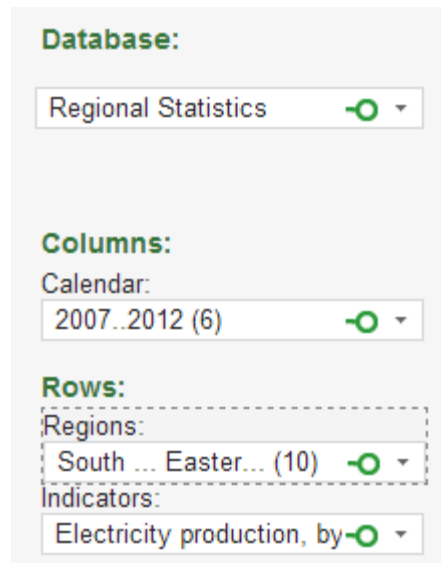 Database:
Regional Statistics
Columns:
Calendar:
2007..2012 (6)
Rows:
Regions:
South ... Easter... (10)
Indicators:
Electricity production, by